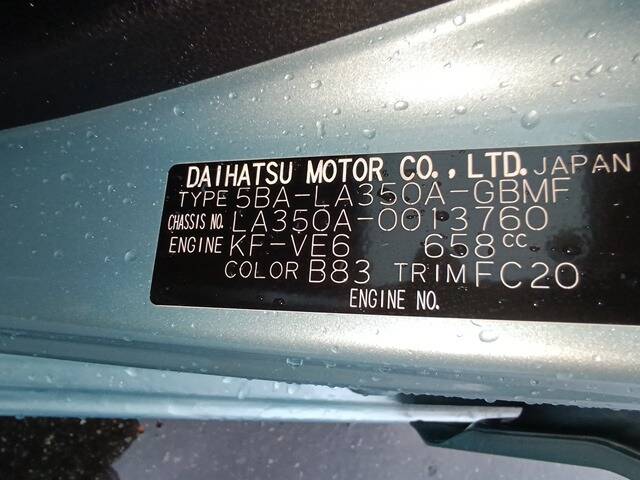 DAIHATSU MOTOR CO., LTD. JAPAN
TYPE 5BA-LA350A-GBMF
CHASSIS NO. LA350A-0013760
ENGINE KF-VE6 658cc
COLOR B83 TRIM FC20
ENGINE NO.